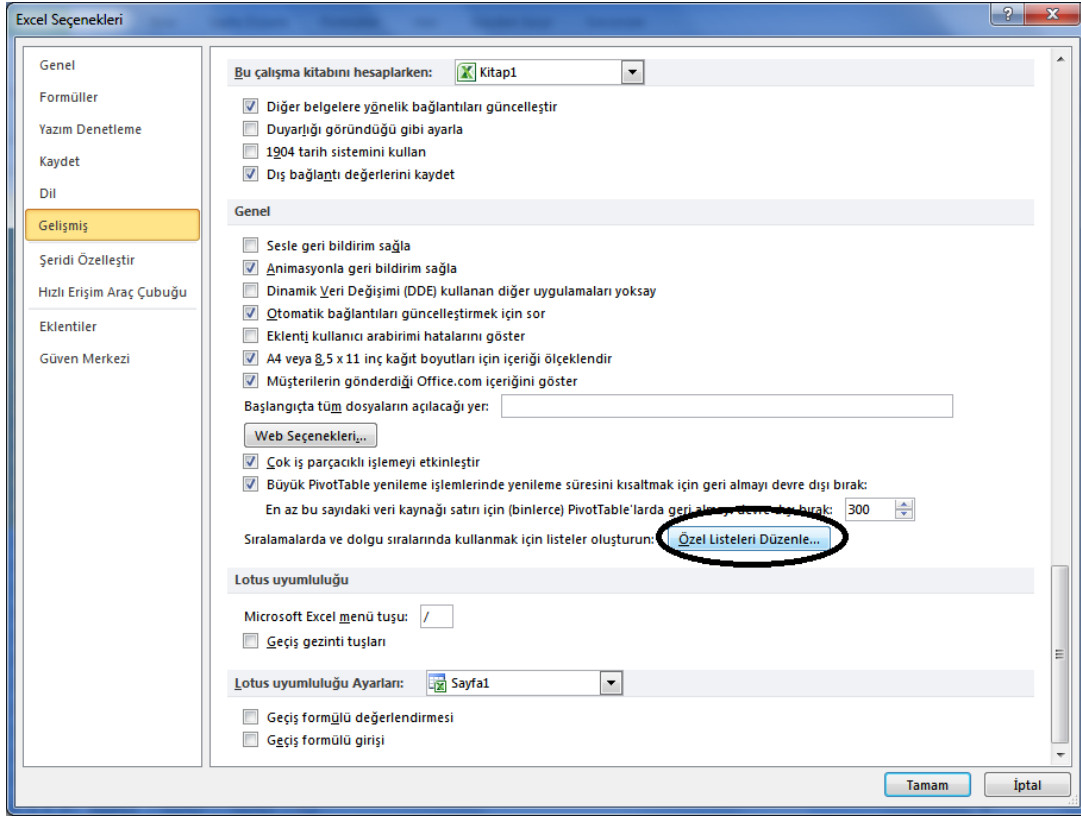 Excel Seçenekleri
Genel
Formüller
Yazım Denetleme
Kaydet
Dil
Gelişmiş
Şeridi Özelleştir
Hızlı Erişim Araç Çubuğu
Eklentiler
Güven Merkezi
Bu çalışma kitabını hesaplarken: Kitap1
Diğer belgelere yönelik bağlantıları güncelleştir
Duyarlığı göründüğü gibi ayarla
1904 tarih sistemini kullan
Dış bağlantı değerlerini kaydet
Genel
Sesle geri bildirim sağla
Animasyonla geri bildirim sağla
Dinamik Veri Değişimi (DDE) kullanan diğer uygulamaları yoksay
Otomatik bağlantıları güncelleştirmek için sor
Eklenti kullanıcı arabirimi hatalarını göster
A4 veya 8,5 x 11 inç kağıt boyutları için içeriği ölçeklendir
Müşterilerin gönderdiği Office.com içeriğini göster
Başlangıçta tüm dosyaların açılacağı yer:
Web Seçenekleri...
Çok iş parçacıklı işlemeyi etkinleştir
Büyük PivotTable yenileme işlemlerinde yenileme süresini kısaltmak için geri almayı devre dışı bırak:
En az bu sayıdaki veri kaynağı satırı için (binlerce) PivotTable'larda geri almayı devre dışı bırak: 300
Sıralamalarda ve dolgu sıralarında kullanmak için listeler oluşturun: Özel Listeleri Düzenle...
Lotus uyumluluğu
Microsoft Excel menü tuşu: /
Geçiş gezinti tuşları
Lotus uyumluluğu Ayarları: Sayfa1
Geçiş formülü değerlendirmesi
Geçiş formülü girişi
Tamam İptal